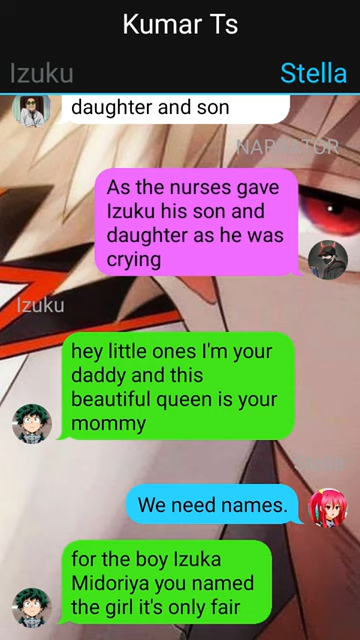 Kumar Ts
Izuku
Stella
daughter and son
NARRATOR
As the nurses gave
Izuku his son and
daughter as he was
crying
Izuku
hey little ones I'm your
daddy and this
beautiful queen is your
mommy
We need names.
for the boy Izuka
Midoriya you named
the girl it's only fair